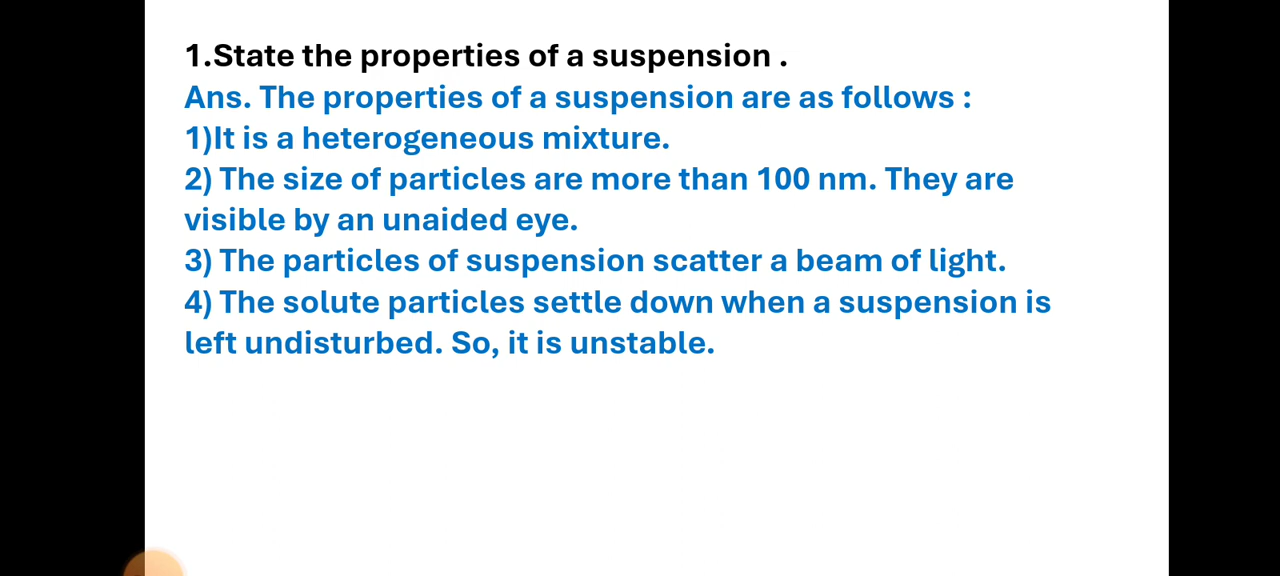 1.State the properties of a suspension .
Ans. The properties of a suspension are as follows :
1)It is a heterogeneous mixture.
2) The size of particles are more than 100 nm. They are
visible by an unaided eye.
3) The particles of suspension scatter a beam of light.
4) The solute particles settle down when a suspension is
left undisturbed. So, it is unstable.